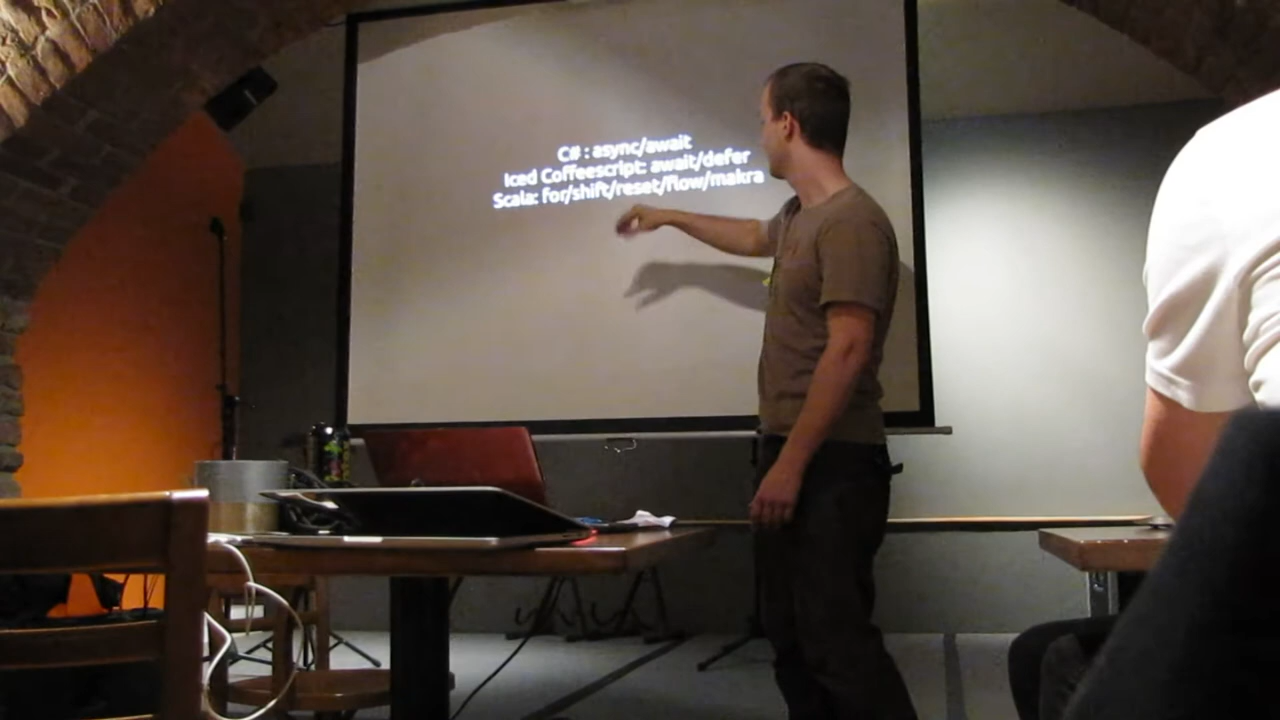 C# : async/await
Iced Coffeescript: await/defer
Scala: for/shift/reset/flow/makra